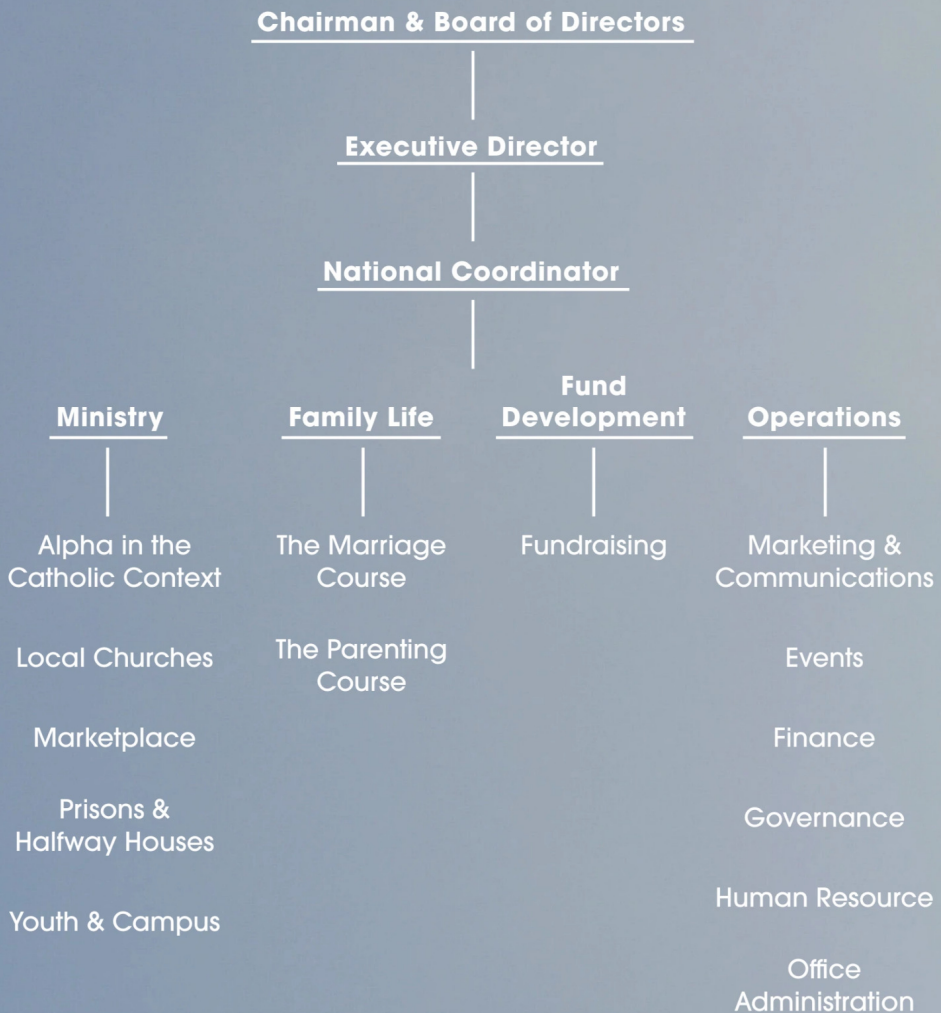 Chairman & Board of Directors
Executive Director
National Coordinator
Ministry
Alpha in the
Catholic Context
Local Churches
Marketplace
Prisons &
Halfway Houses
Youth & Campus
Family Life
The Marriage
Course
The Parenting
Course
Fund
Development
Fundraising
Operations
Marketing &
Communications
Events
Finance
Governance
Human Resource
Office
Administration